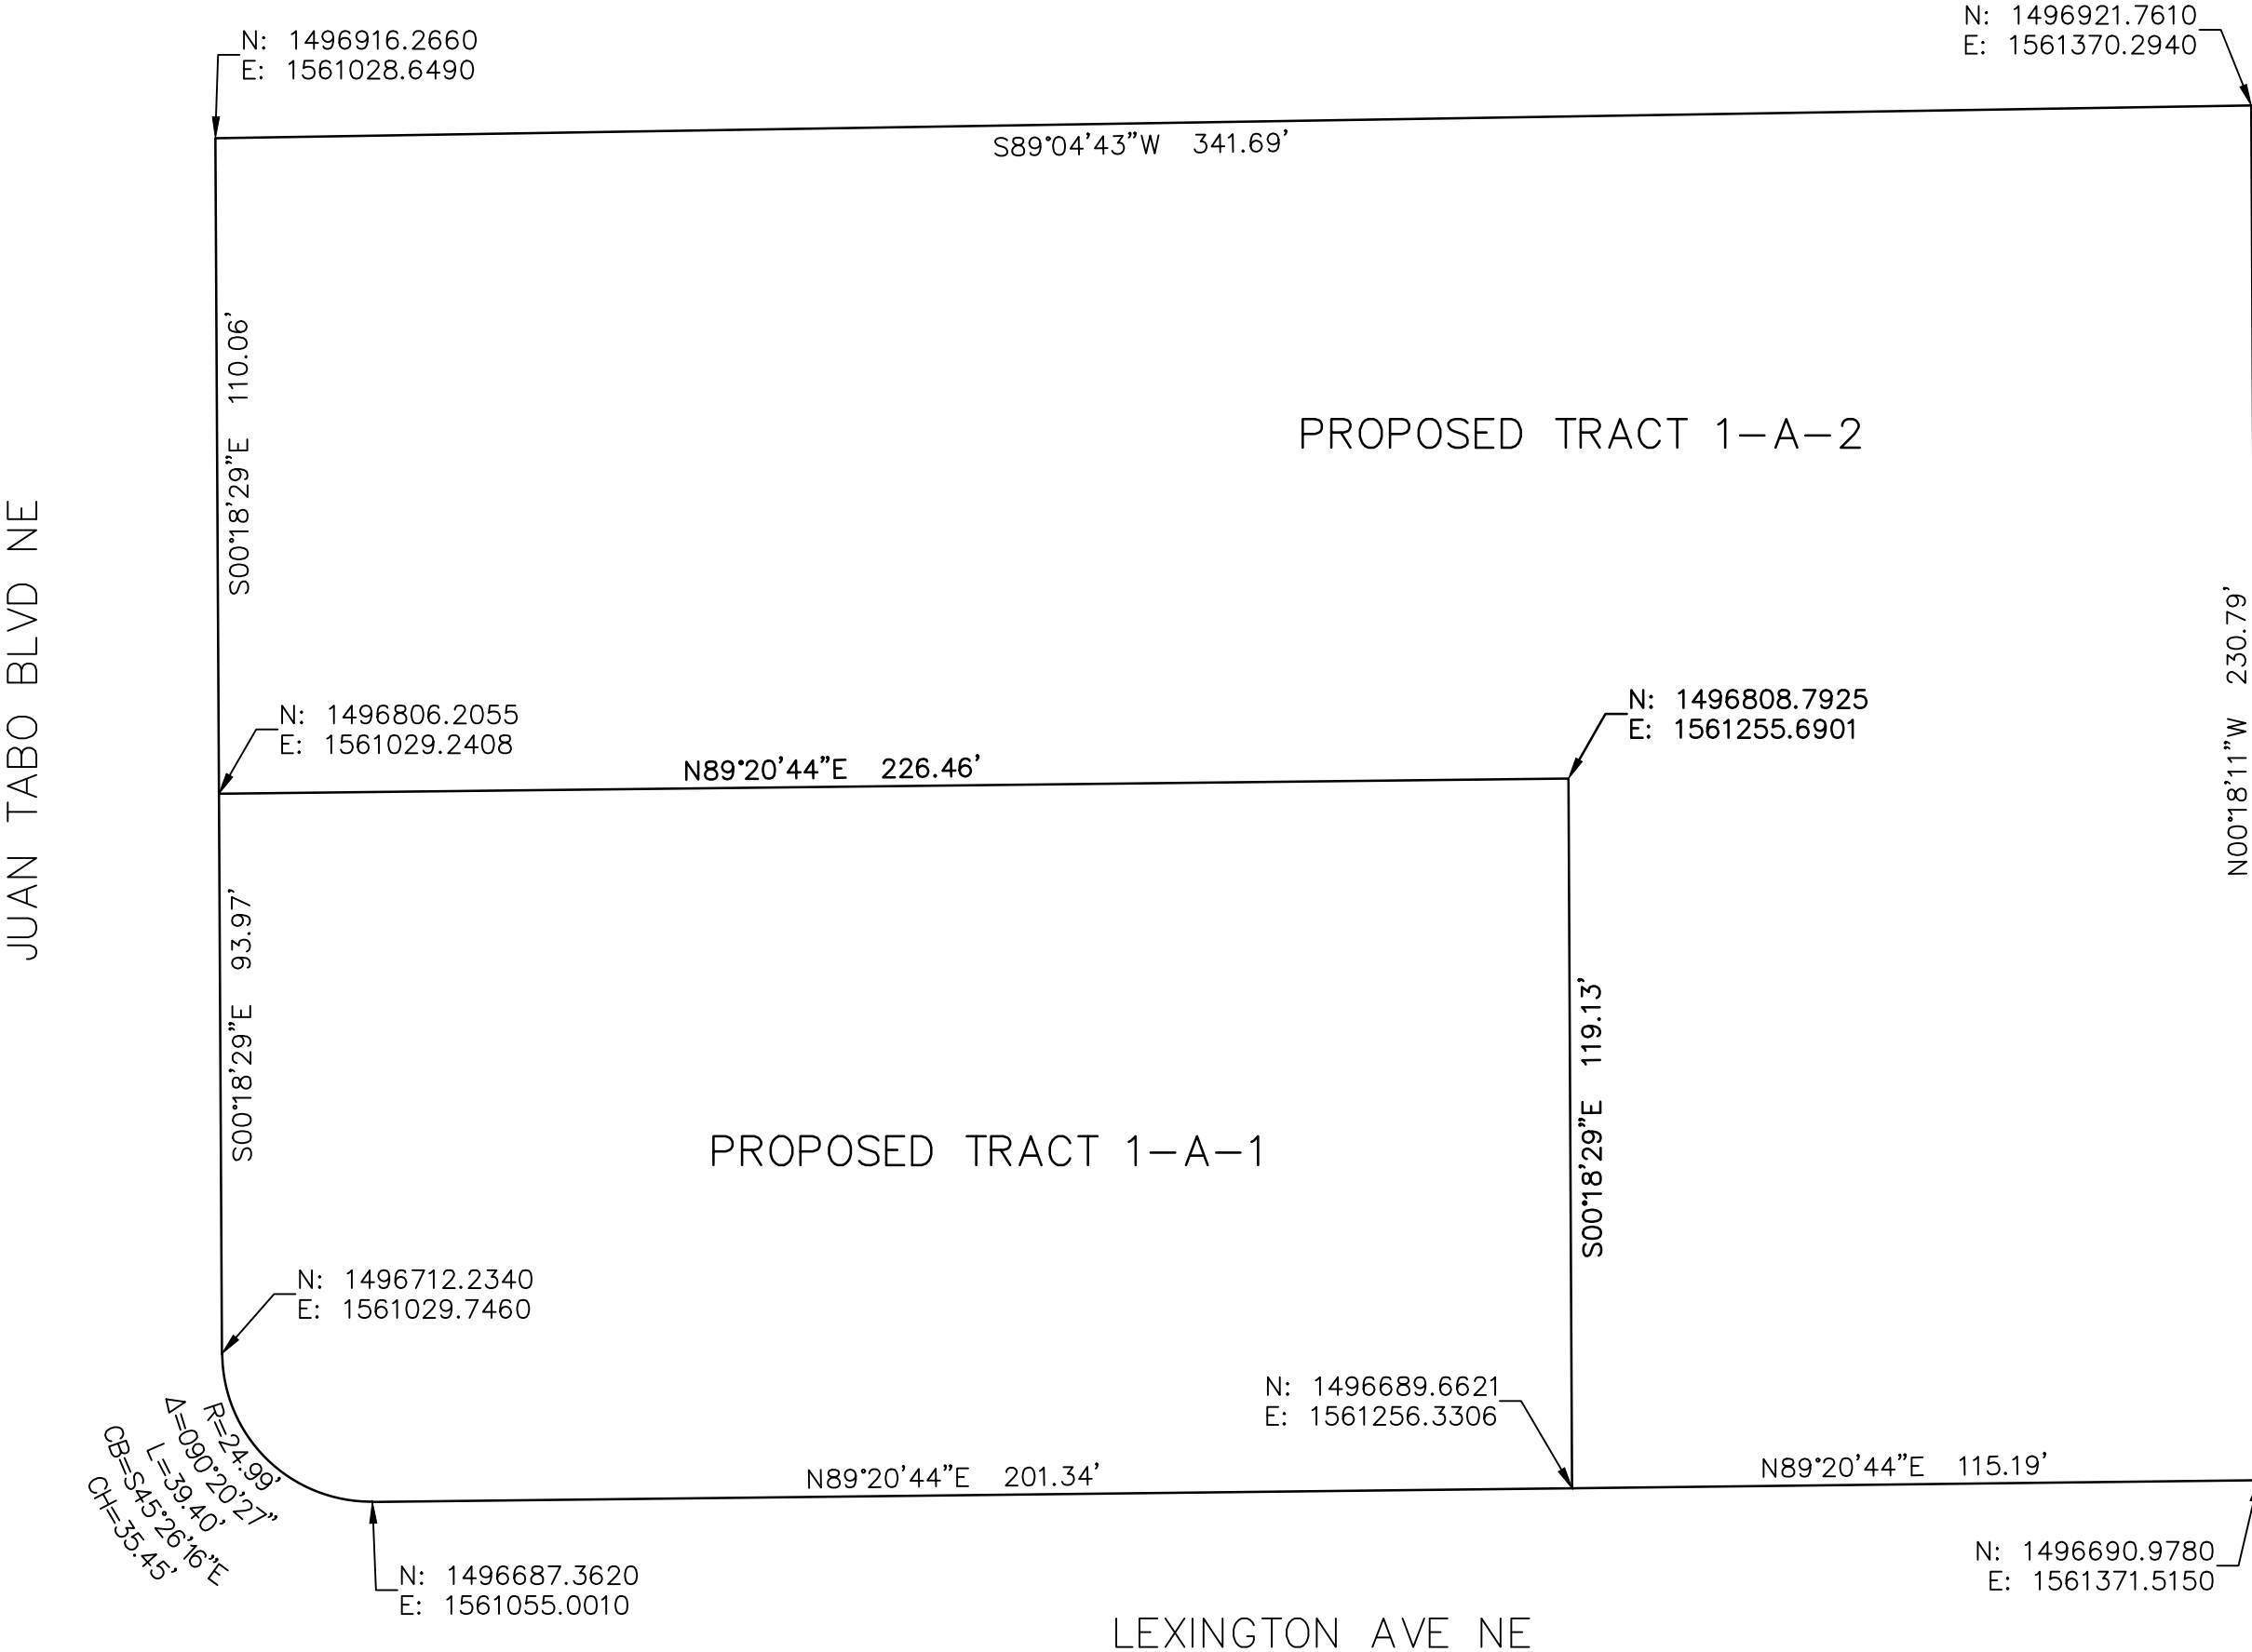 N: 1496916.2660
E: 1561028.6490
N: 1496921.7610
E: 1561370.2940
S89°04'43"W 341.69'
S00°18'29"E 110.06'
PROPOSED TRACT 1-A-2
JUAN TABO BLVD NE
N00°18'11"W 230.79'
N: 1496806.2055
E: 1561029.2408
N: 1496808.7925
E: 1561255.6901
N89°20'44"E 226.46'
S00°18'29"E 93.97'
S00°18'29"E 119.13'
PROPOSED TRACT 1-A-1
N: 1496712.2340
E: 1561029.7460
R=24.99'
Δ=090°20'27"
L=39.40'
CB=S45°26'16"E
CH=35.45'
N: 1496689.6621
E: 1561256.3306
N89°20'44"E 201.34'
N89°20'44"E 115.19'
N: 1496687.3620
E: 1561055.0010
N: 1496690.9780
E: 1561371.5150
LEXINGTON AVE NE